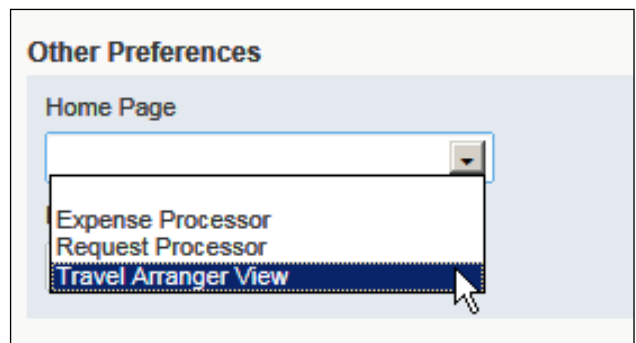 Other Preferences
Home Page
Expense Processor
Request Processor
Travel Arranger View